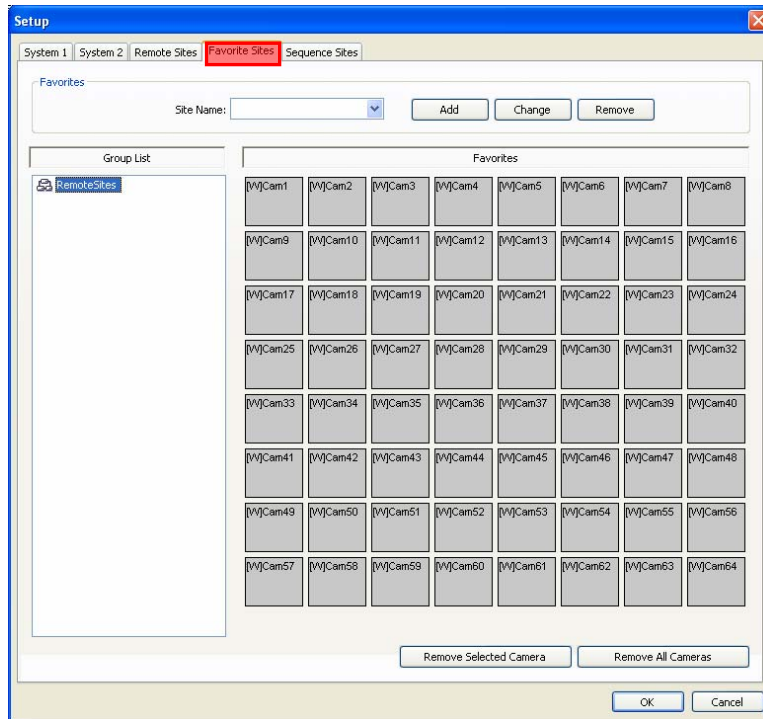 Setup
System 1 System 2 Remote Sites Favorite Sites Sequence Sites
Favorites
Site Name: Add Change Remove
Group List Favorites
RemoteSites
[W]Cam1 [W]Cam2 [W]Cam3 [W]Cam4 [W]Cam5 [W]Cam6 [W]Cam7 [W]Cam8
[W]Cam9 [W]Cam10 [W]Cam11 [W]Cam12 [W]Cam13 [W]Cam14 [W]Cam15 [W]Cam16
[W]Cam17 [W]Cam18 [W]Cam19 [W]Cam20 [W]Cam21 [W]Cam22 [W]Cam23 [W]Cam24
[W]Cam25 [W]Cam26 [W]Cam27 [W]Cam28 [W]Cam29 [W]Cam30 [W]Cam31 [W]Cam32
[W]Cam33 [W]Cam34 [W]Cam35 [W]Cam36 [W]Cam37 [W]Cam38 [W]Cam39 [W]Cam40
[W]Cam41 [W]Cam42 [W]Cam43 [W]Cam44 [W]Cam45 [W]Cam46 [W]Cam47 [W]Cam48
[W]Cam49 [W]Cam50 [W]Cam51 [W]Cam52 [W]Cam53 [W]Cam54 [W]Cam55 [W]Cam56
[W]Cam57 [W]Cam58 [W]Cam59 [W]Cam60 [W]Cam61 [W]Cam62 [W]Cam63 [W]Cam64
Remove Selected Camera Remove All Cameras
OK Cancel